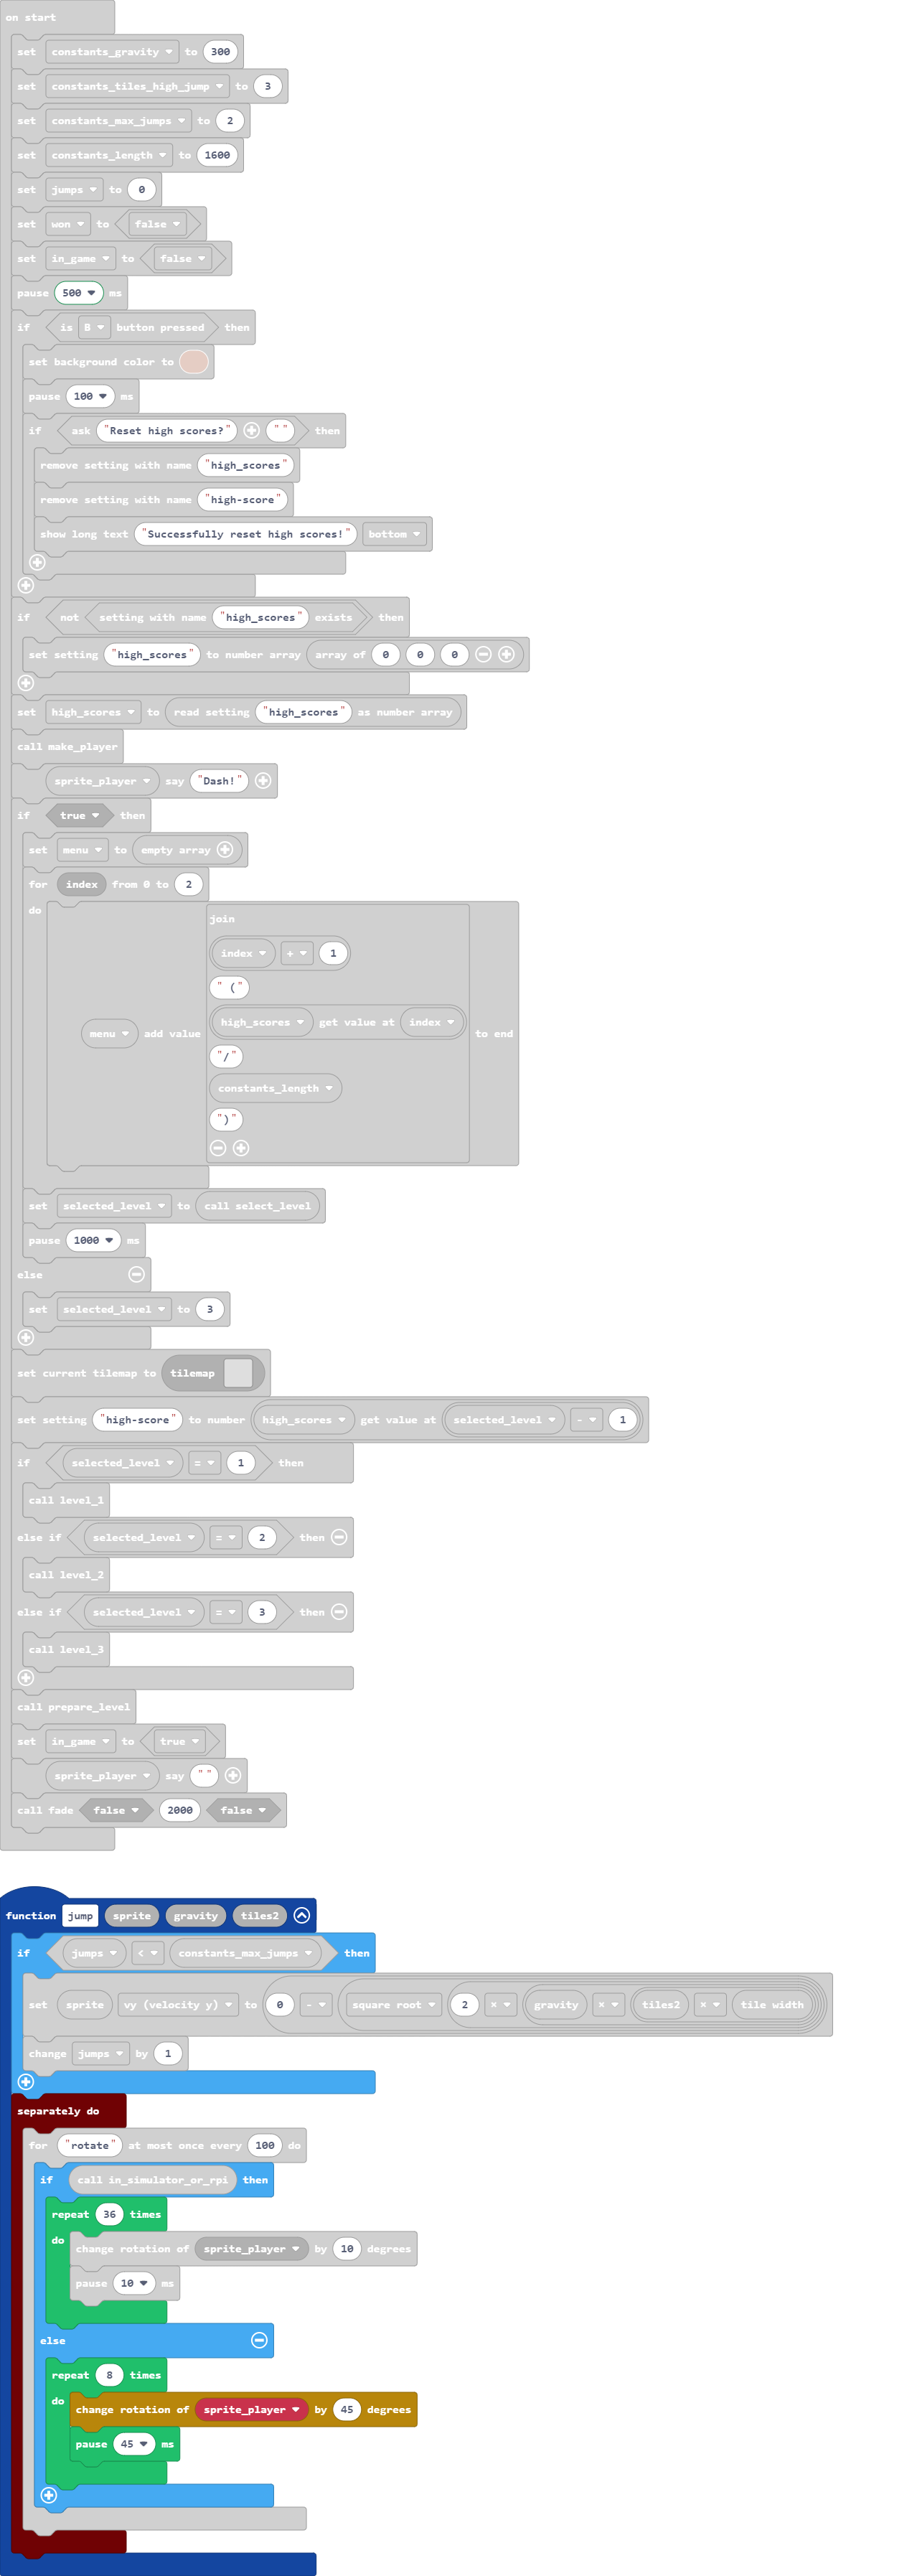 on start
set constants_gravity to 300
set constants_tiles_high_jump to 3
set constants_max_jumps to 2
set constants_length to 1600
set jumps to 0
set won to false
set in_game to false
pause 500 ms
if is B button pressed then
set background color to
pause 100 ms
if ask "Reset high scores?" "" then
remove setting with name "high_scores"
remove setting with name "high-score"
show long text "Successfully reset high scores!" bottom
if not setting with name "high_scores" exists then
set setting "high_scores" to number array array of 0 0 0
set high_scores to read setting "high_scores" as number array
call make_player
sprite_player say "Dash!"
if true then
set menu to empty array
for index from 0 to 2
do
join
index + 1
" ("
high_scores get value at index
menu add value to end
"/"
constants_length
")"
set selected_level to call select_level
pause 1000 ms
else
set selected_level to 3
set current tilemap to tilemap
set setting "high-score" to number high_scores get value at selected_level - 1
if selected_level = 1 then
call level_1
else if selected_level = 2 then
call level_2
else if selected_level = 3 then
call level_3
call prepare_level
set in_game to true
sprite_player say ""
call fade false 2000 false
function jump sprite gravity tiles2
if jumps < constants_max_jumps then
set sprite vy (velocity y) to 0 - square root 2 × gravity × tiles2 × tile width
change jumps by 1
separately do
for "rotate" at most once every 100 do
if call in_simulator_or_rpi then
repeat 36 times
do change rotation of sprite_player by 10 degrees
pause 10 ms
else
repeat 8 times
do change rotation of sprite_player by 45 degrees
pause 45 ms